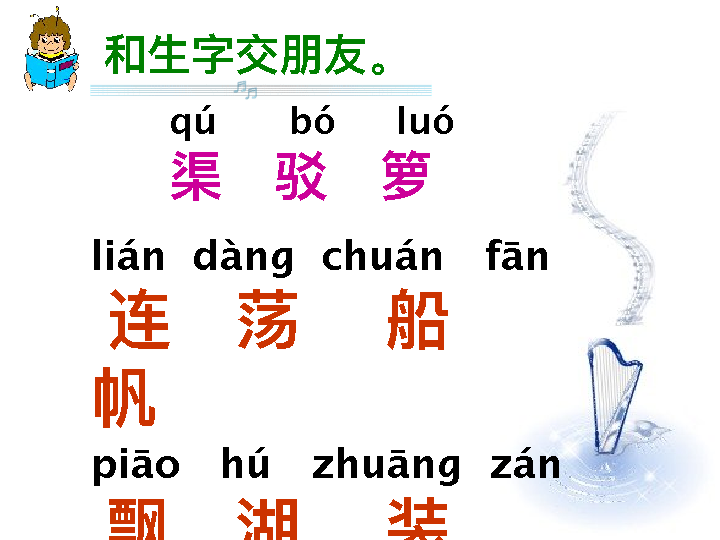 和生字交朋友。
qú bó luó
渠 驳 箩
lián dàng chuán fān
连 荡 船
帆
piāo hú zhuāng zán
飘 湖 装